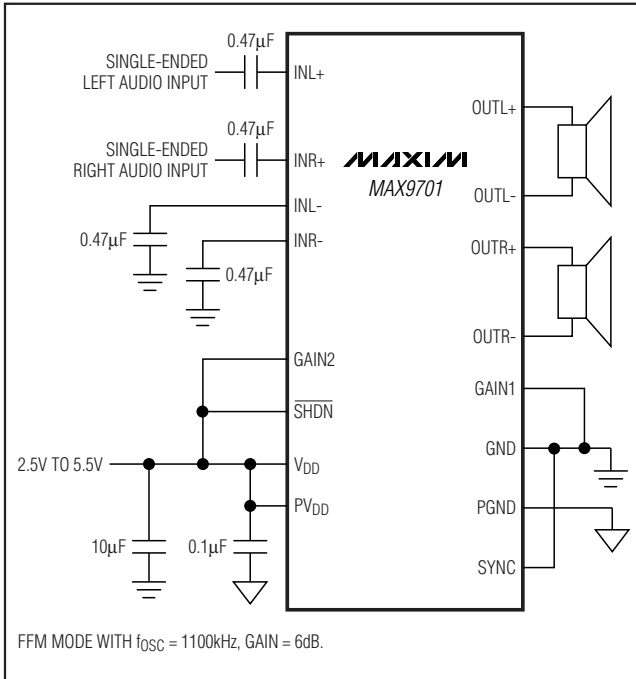 0.47µF
SINGLE-ENDED
LEFT AUDIO INPUT
INL+
0.47µF
SINGLE-ENDED
RIGHT AUDIO INPUT
INR+
INL-
0.47µF
INR-
0.47µF
MAXIM
MAX9701
OUTL+
OUTL-
OUTR+
OUTR-
GAIN2
SHDN
2.5V TO 5.5V
VDD
PVDD
10µF
0.1µF
GAIN1
GND
PGND
SYNC
FFM MODE WITH fOSC = 1100kHz, GAIN = 6dB.